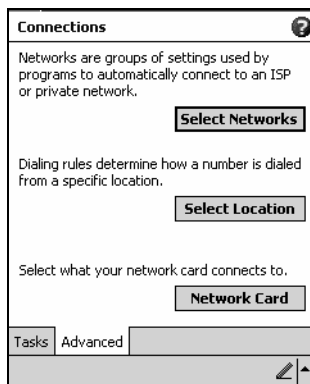 Connections ?
Networks are groups of settings used by
programs to automatically connect to an ISP
or private network.
Select Networks
Dialing rules determine how a number is dialed
from a specific location.
Select Location
Select what your network card connects to.
Network Card
Tasks Advanced